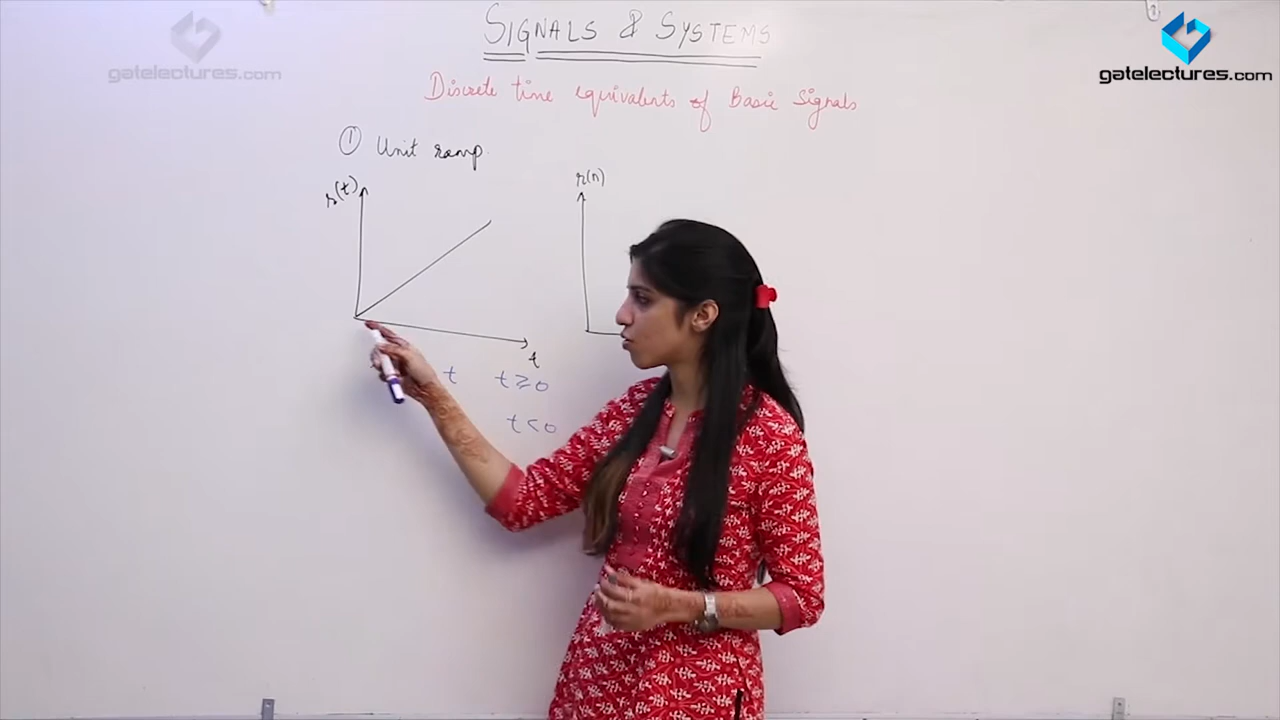 gatelectures.com
SIGNALS & SYSTEMS
gatelectures.com
Discrete time equivalents of Basic Signals
① Unit ramp
r(t)
r(n)
t
t t ≥ 0
t < 0